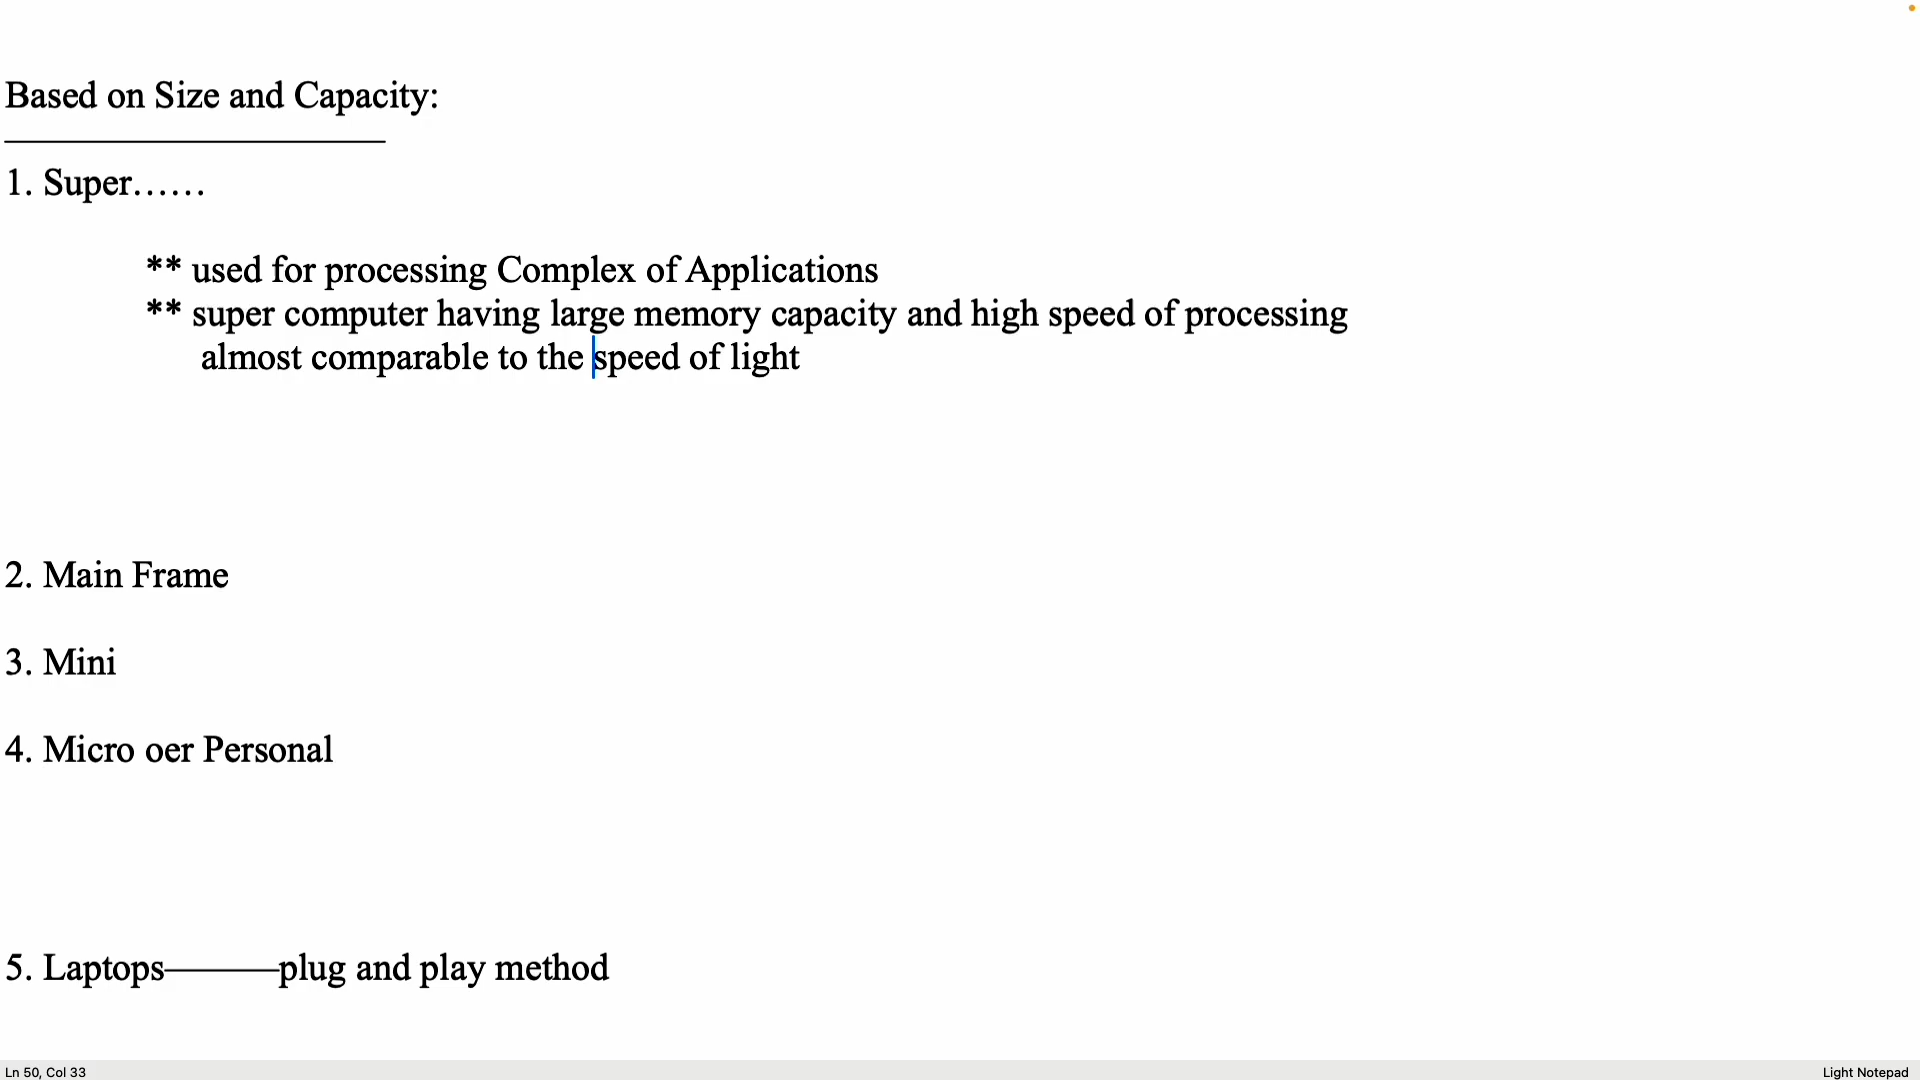 Based on Size and Capacity:
1. Super……
** used for processing Complex of Applications
** super computer having large memory capacity and high speed of processing
almost comparable to the speed of light
2. Main Frame
3. Mini
4. Micro oer Personal
5. Laptops———plug and play method
Ln 50, Col 33
Light Notepad